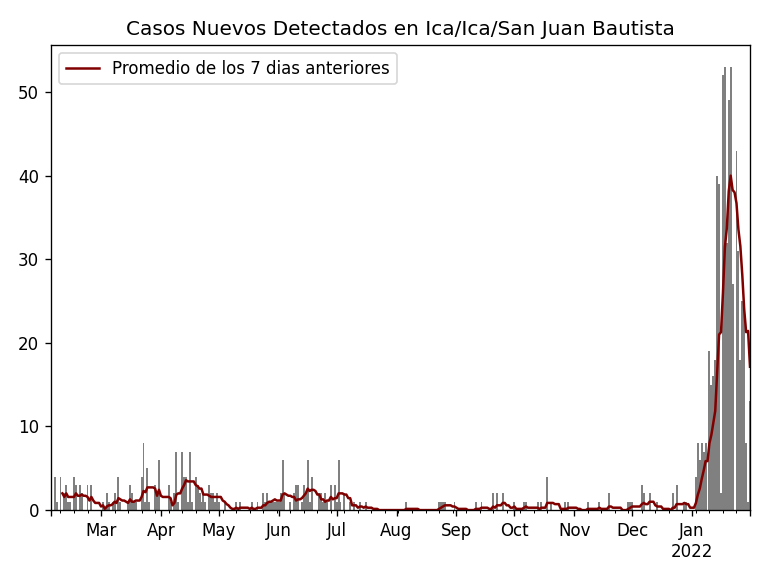 Casos Nuevos Detectados en Ica/Ica/San Juan Bautista
Promedio de los 7 dias anteriores
50
40
30
20
10
0
Mar Apr May Jun Jul Aug Sep Oct Nov Dec Jan
2022